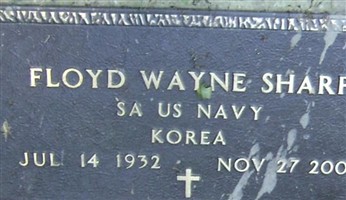 FLOYD WAYNE SHARP
SA US NAVY
KOREA
JUL 14 1932 NOV 27 200